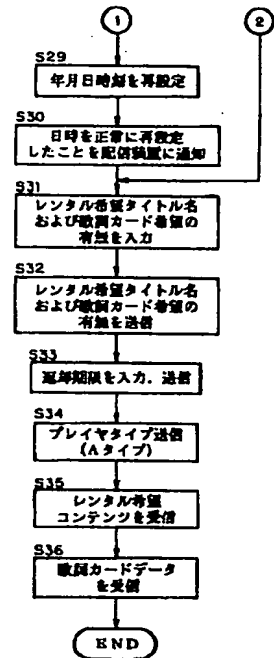 1
2
S29
年月日時刻を再設定
S30
日時を正常に再設定
したことを配信装置に通知
S31
レンタル希望タイトル名
および歌詞カード希望の
有無を入力
S32
レンタル希望タイトル名
および歌詞カード希望の
有無を送信
S33
返却期限を入力．送信
S34
プレイヤタイプ送信
(Aタイプ)
S35
レンタル希望
コンテンツを受信
S36
歌詞カードデータ
を受信
END